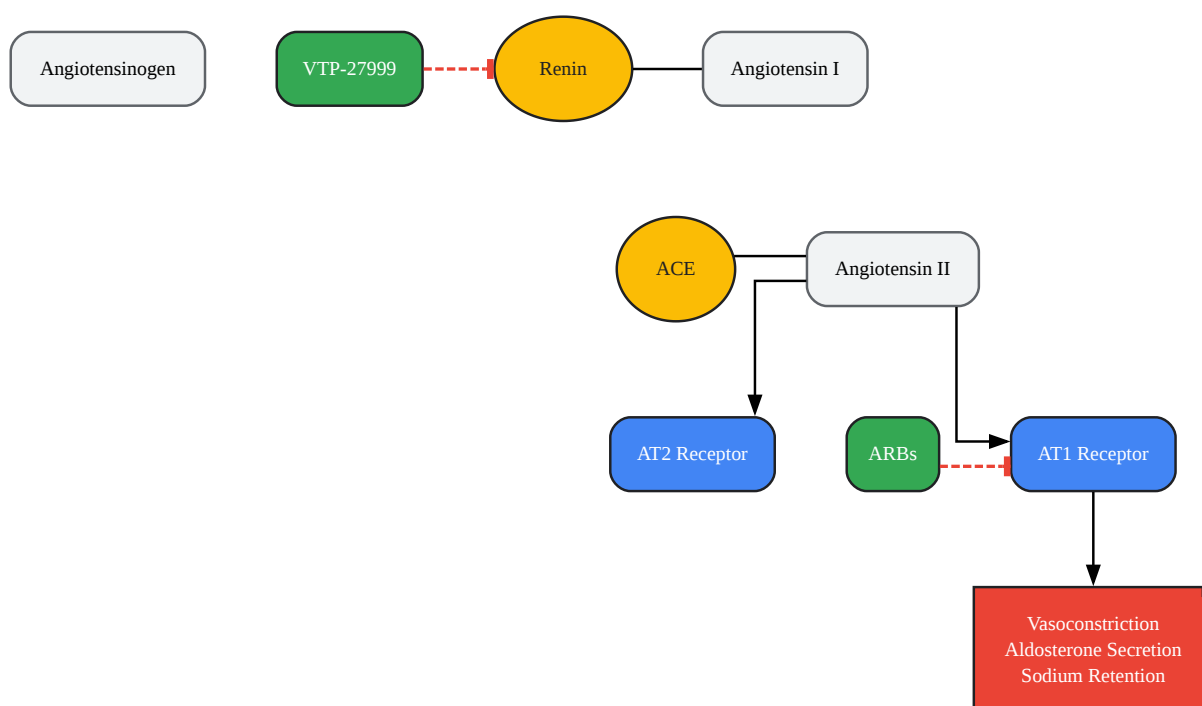 Angiotensinogen
VTP-27999
Renin
Angiotensin I
ACE
Angiotensin II
AT2 Receptor
ARBs
AT1 Receptor
Vasoconstriction
Aldosterone Secretion
Sodium Retention